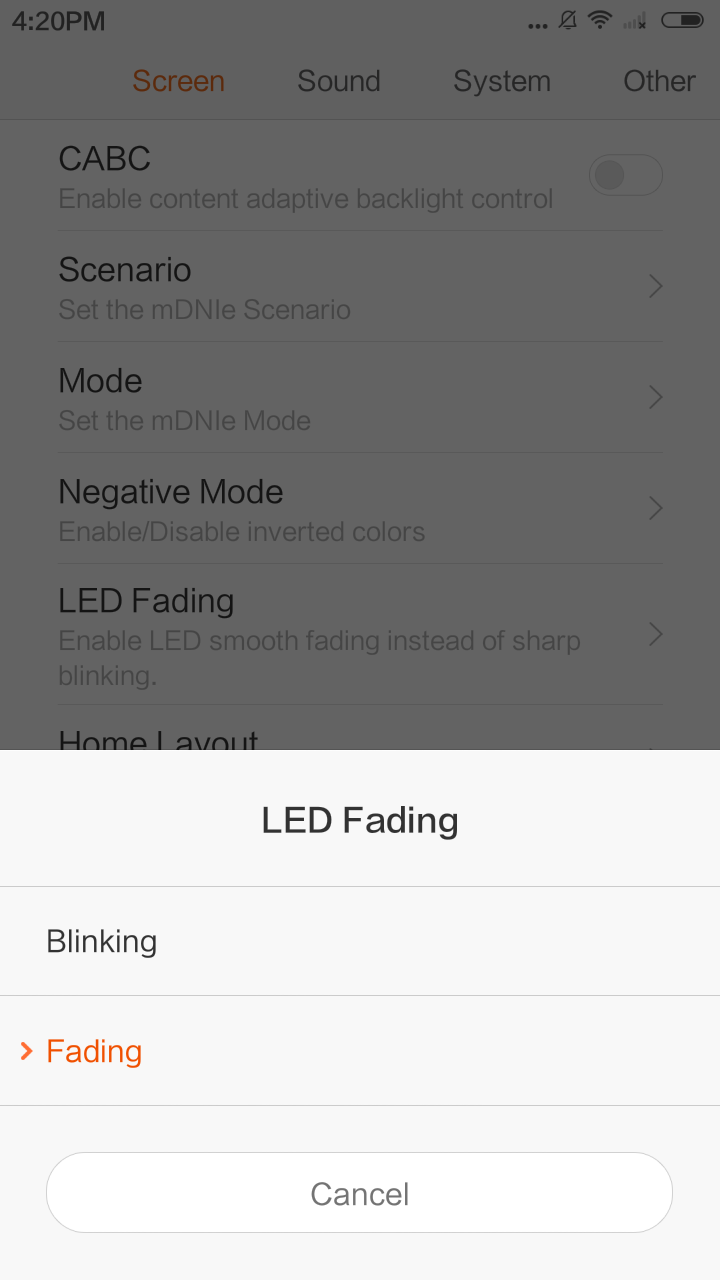 4:20PM
Screen Sound System Other
CABC
Enable content adaptive backlight control
Scenario
Set the mDNIe Scenario
Mode
Set the mDNIe Mode
Negative Mode
Enable/Disable inverted colors
LED Fading
Enable LED smooth fading instead of sharp
blinking.
Home Layout
LED Fading
Blinking
Fading
Cancel